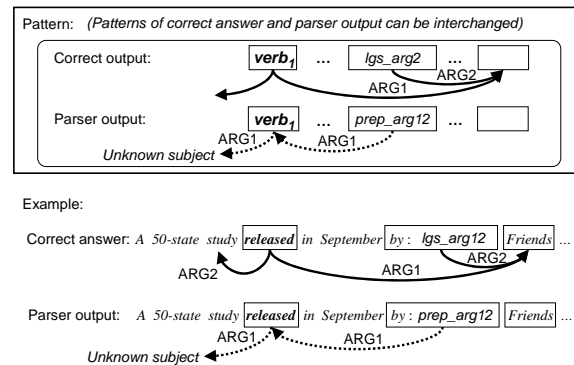 Pattern: (Patterns of correct answer and parser output can be interchanged)
Correct output: verb1 ... lgs_arg2 ...
ARG2
ARG1
Parser output: verb1 ... prep_arg12 ...
ARG1 ARG1
Unknown subject
Example:
Correct answer: A 50-state study released in September by : lgs_arg12 Friends ...
ARG2
ARG2 ARG1
Parser output: A 50-state study released in September by : prep_arg12 Friends ...
ARG1 ARG1
Unknown subject